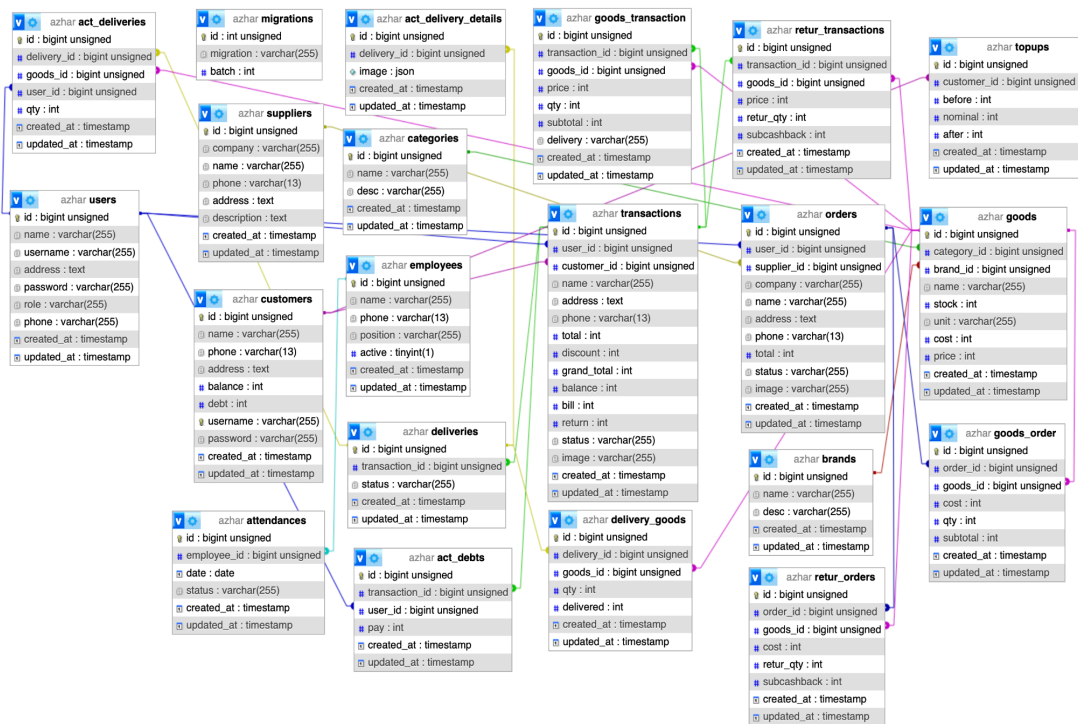 azhar act_deliveries
id : bigint unsigned
delivery_id : bigint unsigned
goods_id : bigint unsigned
user_id : bigint unsigned
qty : int
created_at : timestamp
updated_at : timestamp
azhar migrations
id : int unsigned
migration : varchar(255)
batch : int
azhar act_delivery_details
id : bigint unsigned
delivery_id : bigint unsigned
image : json
created_at : timestamp
updated_at : timestamp
azhar goods_transaction
id : bigint unsigned
transaction_id : bigint unsigned
goods_id : bigint unsigned
price : int
qty : int
subtotal : int
delivery : varchar(255)
created_at : timestamp
updated_at : timestamp
azhar retur_transactions
id : bigint unsigned
transaction_id : bigint unsigned
goods_id : bigint unsigned
price : int
retur_qty : int
subcashback : int
created_at : timestamp
updated_at : timestamp
azhar topups
id : bigint unsigned
customer_id : bigint unsigned
before : int
nominal : int
after : int
created_at : timestamp
updated_at : timestamp
azhar suppliers
id : bigint unsigned
company : varchar(255)
name : varchar(255)
phone : varchar(13)
address : text
description : text
created_at : timestamp
updated_at : timestamp
azhar categories
id : bigint unsigned
name : varchar(255)
desc : varchar(255)
created_at : timestamp
updated_at : timestamp
azhar users
id : bigint unsigned
name : varchar(255)
username : varchar(255)
address : text
password : varchar(255)
role : varchar(255)
phone : varchar(255)
created_at : timestamp
updated_at : timestamp
azhar transactions
id : bigint unsigned
user_id : bigint unsigned
customer_id : bigint unsigned
name : varchar(255)
address : text
phone : varchar(13)
total : int
discount : int
grand_total : int
balance : int
bill : int
return : int
status : varchar(255)
image : varchar(255)
created_at : timestamp
updated_at : timestamp
azhar orders
id : bigint unsigned
user_id : bigint unsigned
supplier_id : bigint unsigned
company : varchar(255)
name : varchar(255)
address : text
phone : varchar(13)
total : int
status : varchar(255)
image : varchar(255)
created_at : timestamp
updated_at : timestamp
azhar goods
id : bigint unsigned
category_id : bigint unsigned
brand_id : bigint unsigned
name : varchar(255)
stock : int
unit : varchar(255)
cost : int
price : int
created_at : timestamp
updated_at : timestamp
azhar employees
id : bigint unsigned
name : varchar(255)
phone : varchar(13)
position : varchar(255)
active : tinyint(1)
created_at : timestamp
updated_at : timestamp
azhar customers
id : bigint unsigned
name : varchar(255)
phone : varchar(13)
address : text
balance : int
debt : int
username : varchar(255)
password : varchar(255)
created_at : timestamp
updated_at : timestamp
azhar deliveries
id : bigint unsigned
transaction_id : bigint unsigned
status : varchar(255)
created_at : timestamp
updated_at : timestamp
azhar goods_order
id : bigint unsigned
order_id : bigint unsigned
goods_id : bigint unsigned
cost : int
qty : int
subtotal : int
created_at : timestamp
updated_at : timestamp
azhar brands
id : bigint unsigned
name : varchar(255)
desc : varchar(255)
created_at : timestamp
updated_at : timestamp
azhar attendances
id : bigint unsigned
employee_id : bigint unsigned
date : date
status : varchar(255)
created_at : timestamp
updated_at : timestamp
azhar act_debts
id : bigint unsigned
transaction_id : bigint unsigned
user_id : bigint unsigned
pay : int
created_at : timestamp
updated_at : timestamp
azhar delivery_goods
id : bigint unsigned
delivery_id : bigint unsigned
goods_id : bigint unsigned
qty : int
delivered : int
created_at : timestamp
updated_at : timestamp
azhar retur_orders
id : bigint unsigned
order_id : bigint unsigned
goods_id : bigint unsigned
cost : int
retur_qty : int
subcashback : int
created_at : timestamp
updated_at : timestamp